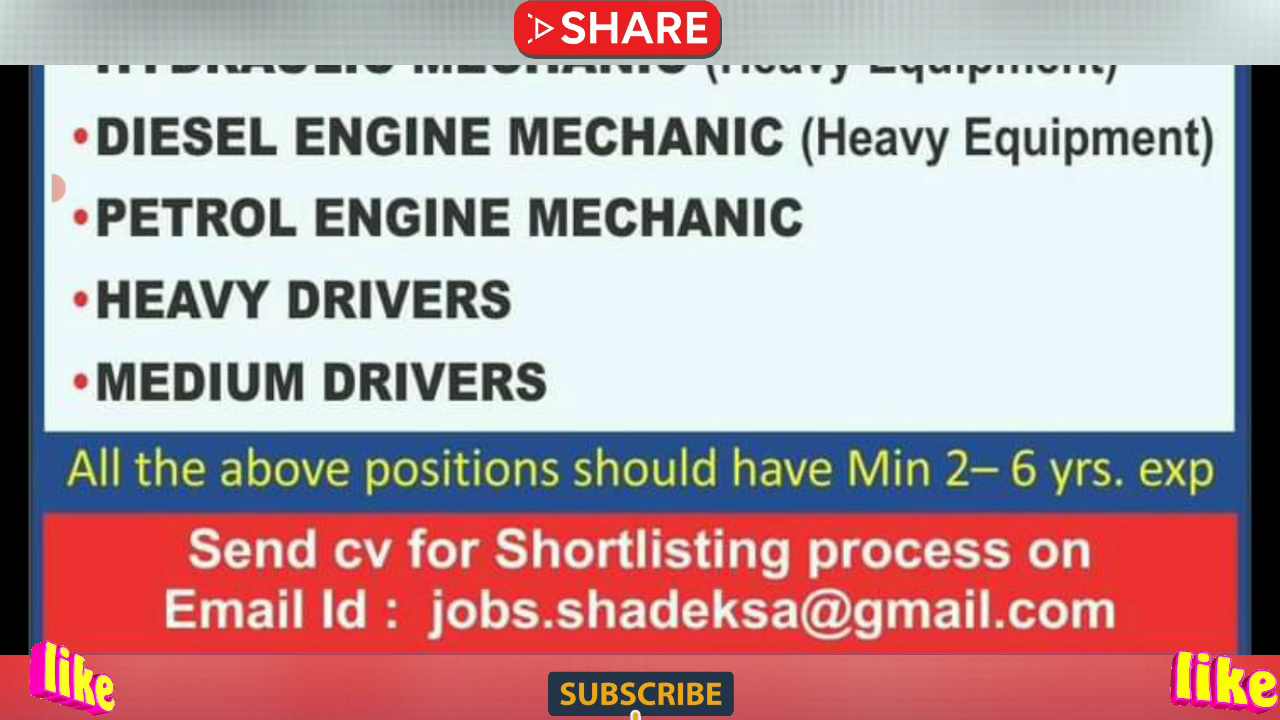 SHARE
HYDRAULIC MECHANIC (Heavy Equipment)
•DIESEL ENGINE MECHANIC (Heavy Equipment)
•PETROL ENGINE MECHANIC
•HEAVY DRIVERS
•MEDIUM DRIVERS
All the above positions should have Min 2– 6 yrs. exp
Send cv for Shortlisting process on
Email Id : jobs.shadeksa@gmail.com
like
like
SUBSCRIBE